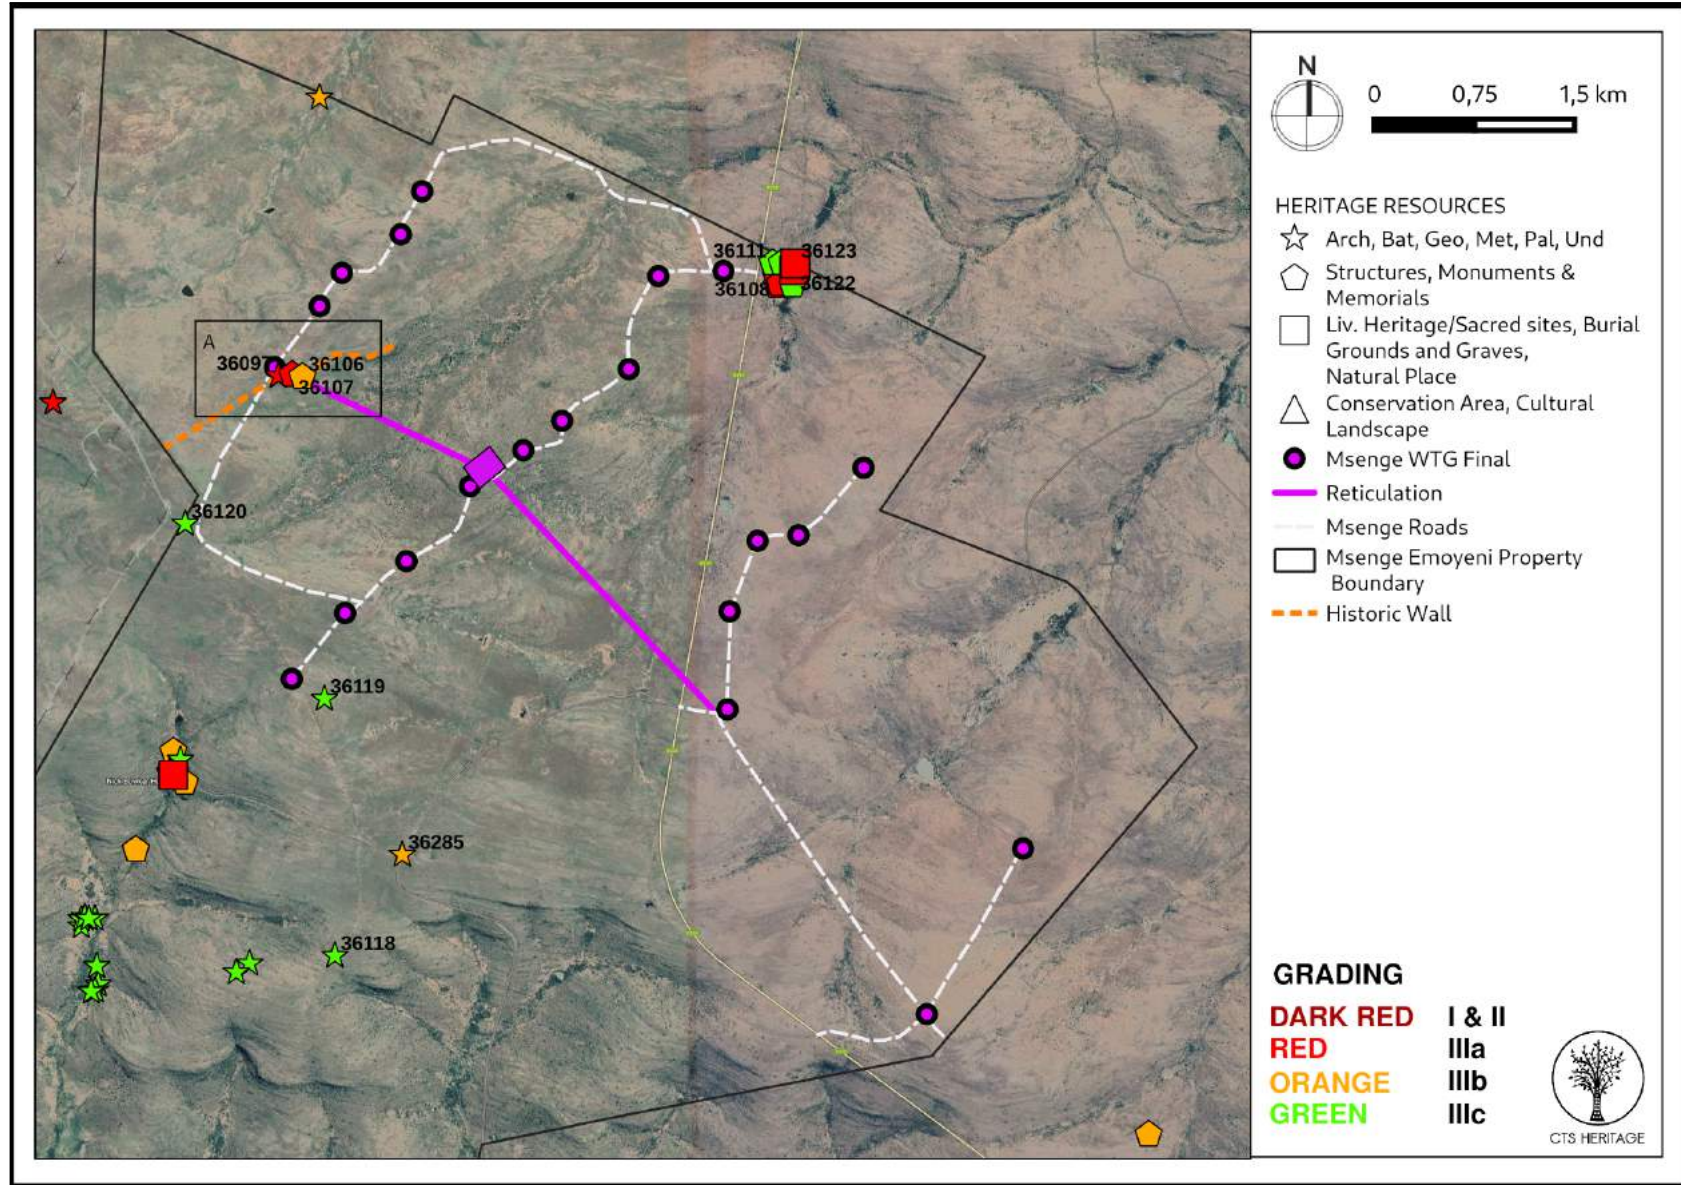 36111
36123
36108
36122
A
36097
36106
36107
36120
36119
36285
36118
N
0 0,75 1,5 km
HERITAGE RESOURCES
Arch, Bat, Geo, Met, Pal, Und
Structures, Monuments &
Memorials
Liv. Heritage/Sacred sites, Burial
Grounds and Graves,
Natural Place
Conservation Area, Cultural
Landscape
Msenge WTG Final
Reticulation
Msenge Roads
Msenge Emoyeni Property
Boundary
Historic Wall
GRADING
DARK RED I & II
RED IIIa
ORANGE IIIb
GREEN IIIc
CTS HERITAGE